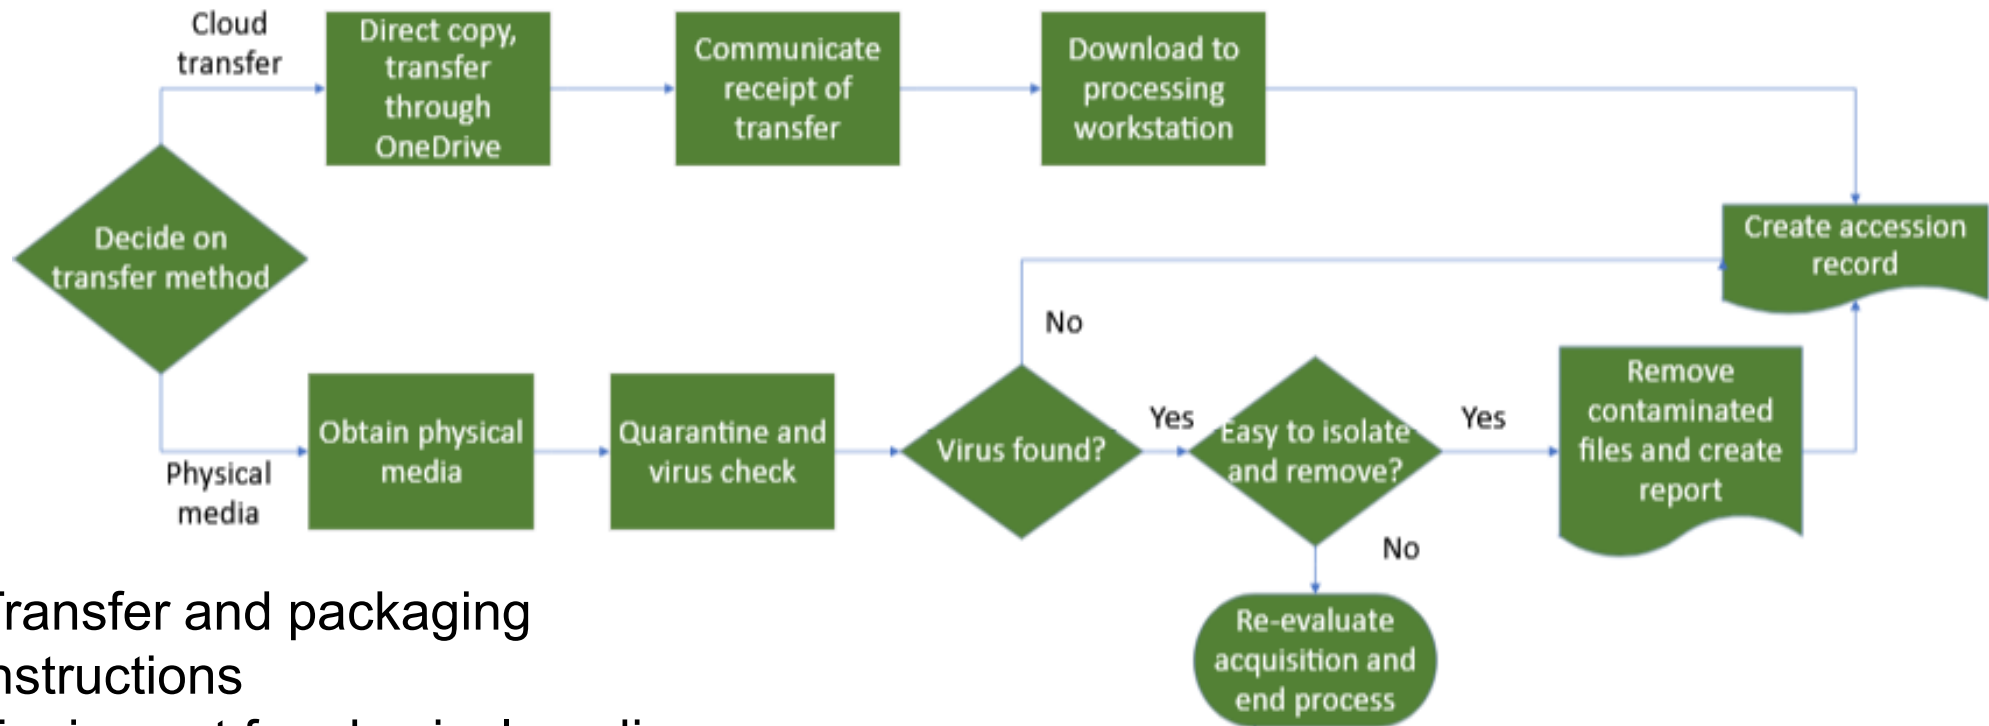 Cloud
transfer
Direct copy,
transfer
through
OneDrive
Communicate
receipt of
transfer
Download to
processing
workstation
Decide on
transfer method
Create accession
record
No
Physical
media
Obtain physical
media
Quarantine and
virus check
Virus found?
Yes
Easy to isolate
and remove?
Yes
Remove
contaminated
files and create
report
No
Re-evaluate
acquisition and
end process
Transfer and packaging
nstructions